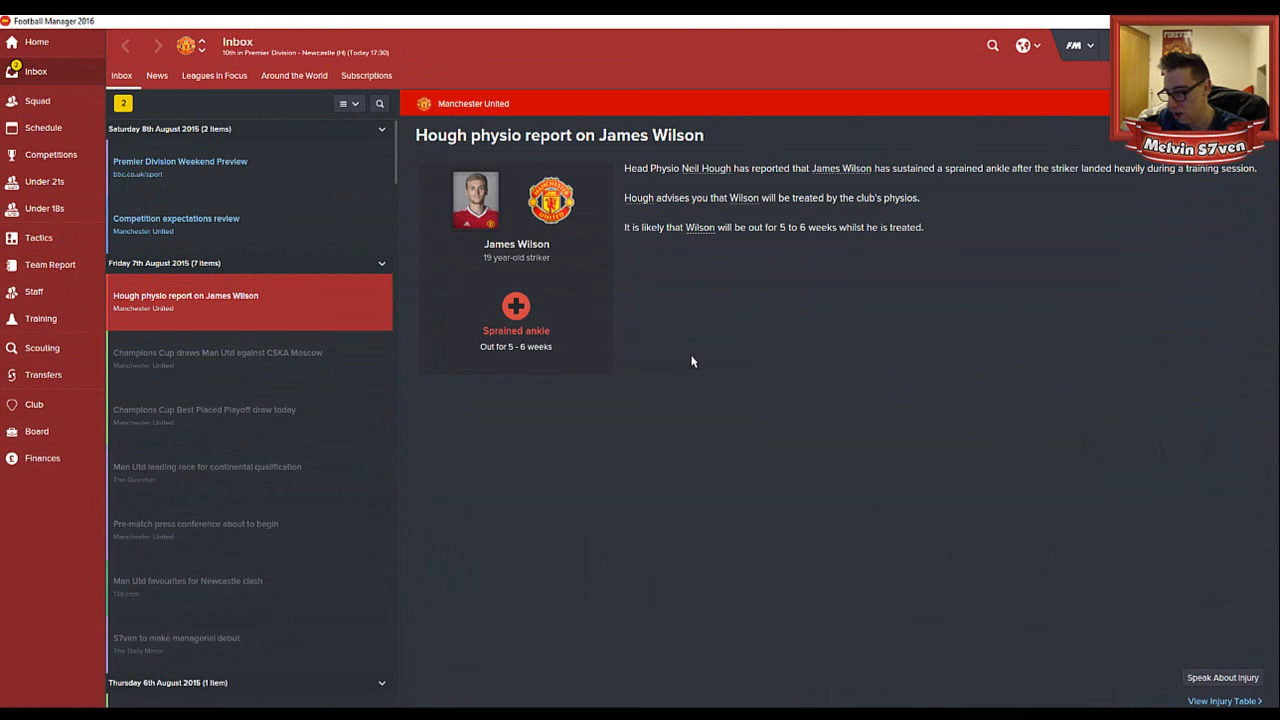 Football Manager 2016
Home
2
Inbox
Squad
Schedule
Competitions
Under 21s
Under 18s
Tactics
Team Report
Staff
Training
Scouting
Transfers
Club
Board
Finances
Inbox
10th in Premier Division - Newcastle (H) (Today 17:30)
FM
Inbox
News
Leagues in Focus
Around the World
Subscriptions
Melvin S7ven
2
Saturday 8th August 2015 (2 Items)
Premier Division Weekend Preview
bbc.co.uk/sport
Competition expectations review
Manchester United
Friday 7th August 2015 (7 Items)
Hough physio report on James Wilson
Manchester United
Champions Cup draws Man Utd against CSKA Moscow
Manchester United
Champions Cup Best Placed Playoff draw today
Manchester United
Man Utd leading race for continental qualification
The Guardian
Pre-match press conference about to begin
Manchester United
Man Utd favourites for Newcastle clash
S7ven to make managerial debut
The Daily Mirror
Thursday 6th August 2015 (1 Item)
Manchester United
Hough physio report on James Wilson
James Wilson
19 year-old striker
Sprained ankle
Out for 5 - 6 weeks
Head Physio Neil Hough has reported that James Wilson has sustained a sprained ankle after the striker landed heavily during a training session.
Hough advises you that Wilson will be treated by the club's physios.
It is likely that Wilson will be out for 5 to 6 weeks whilst he is treated.
Speak About Injury
View Injury Table >